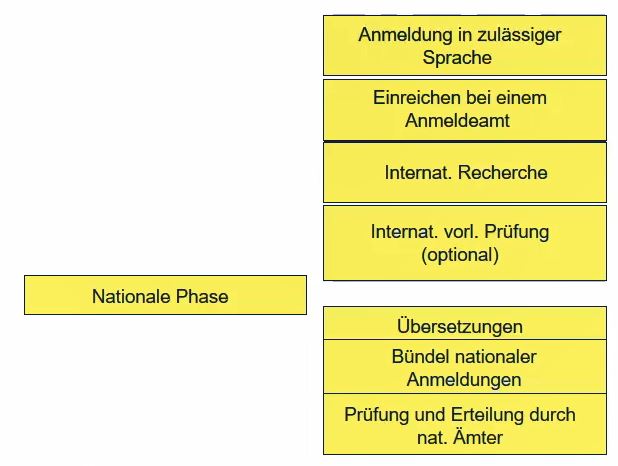 Anmeldung in zulässiger
Sprache
Einreichen bei einem
Anmeldeamt
Internat. Recherche
Internat. vorl. Prüfung
(optional)
Nationale Phase
Übersetzungen
Bündel nationaler
Anmeldungen
Prüfung und Erteilung durch
nat. Ämter